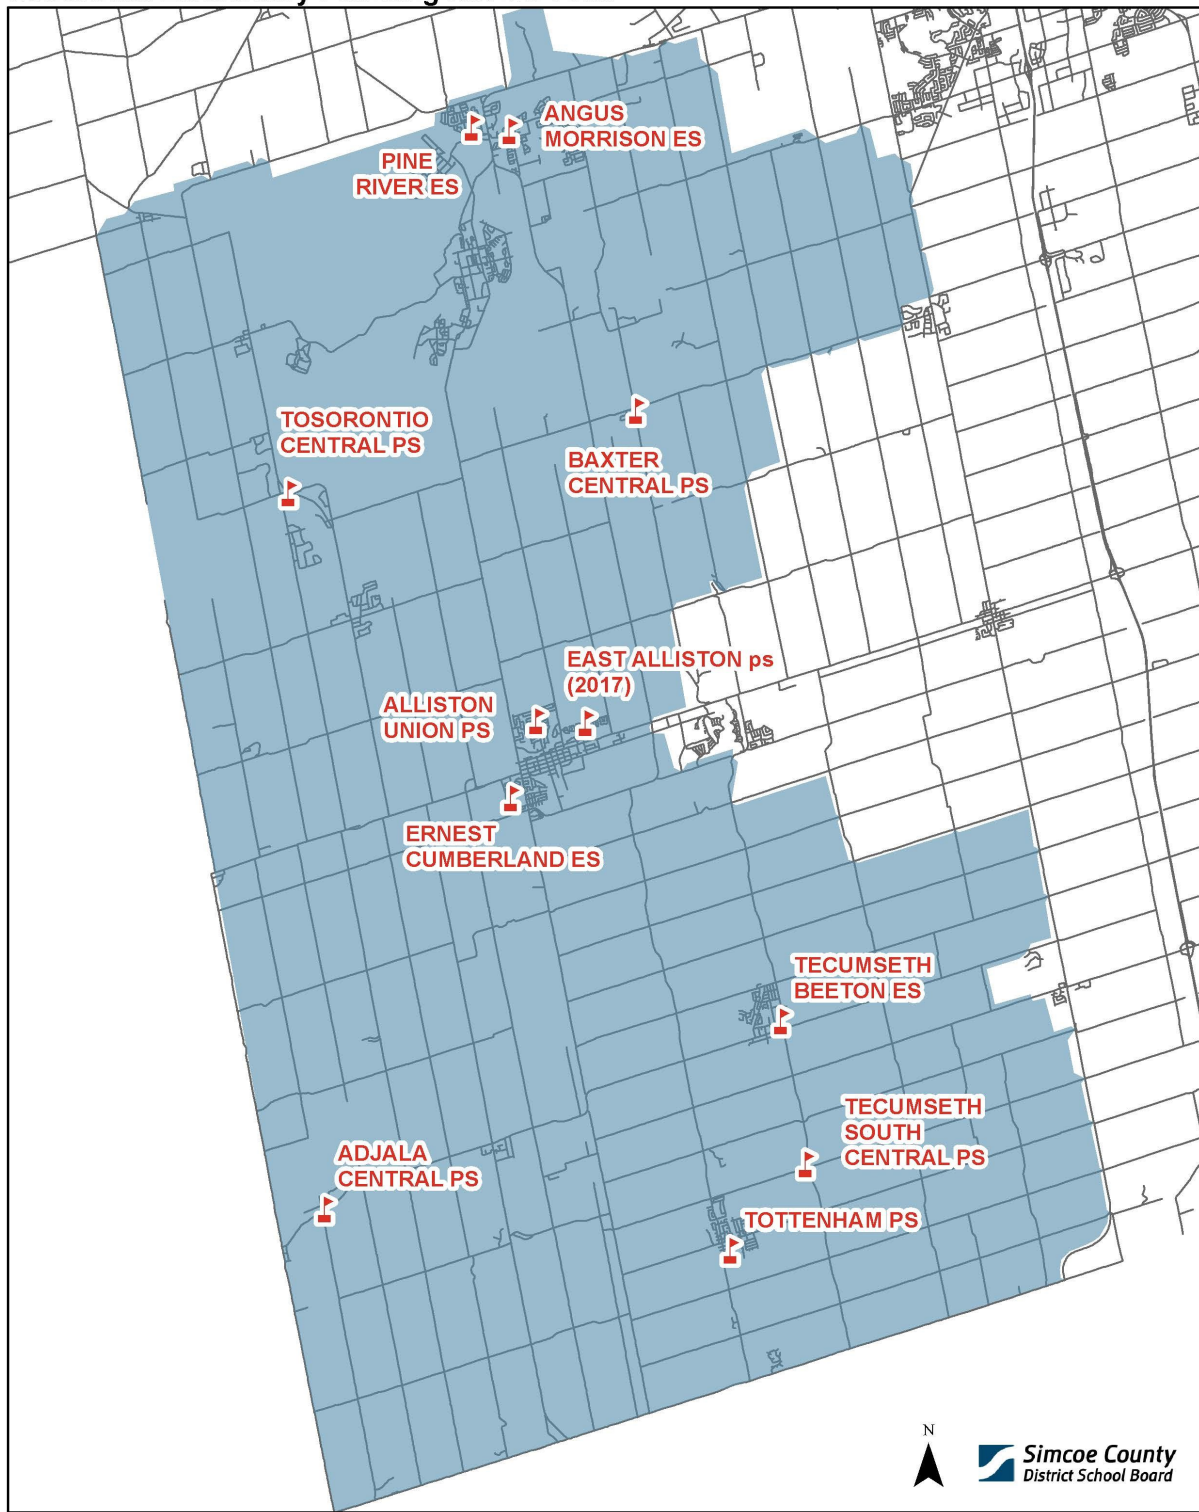 ANGUS
MORRISON ES
PINE
RIVER ES
TOSORONTIO
CENTRAL PS
BAXTER
CENTRAL PS
EAST ALLISTON ps
(2017)
ALLISTON
UNION PS
ERNEST
CUMBERLAND ES
TECUMSETH
BEETON ES
TECUMSETH
SOUTH
CENTRAL PS
ADJALA
CENTRAL PS
TOTTENHAM PS
N
Simcoe County
District School Board